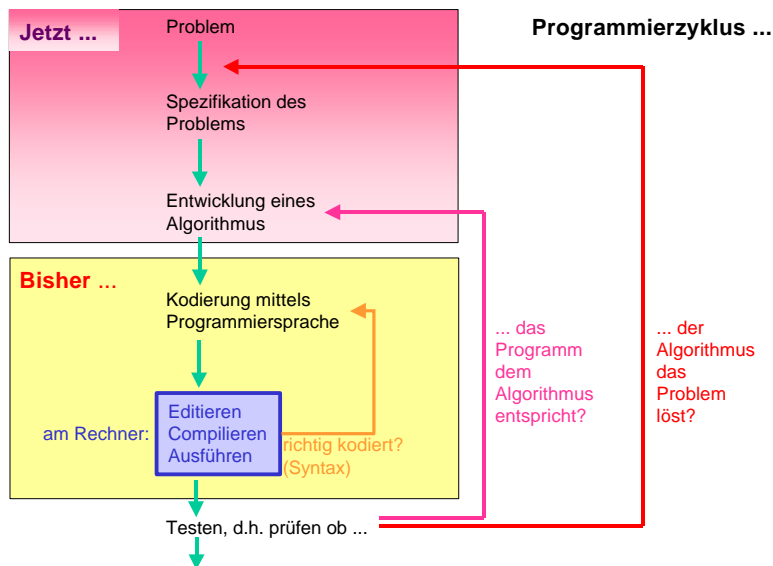 Jetzt ...
Problem
Programmierzyklus ...
Spezifikation des
Problems
Entwicklung eines
Algorithmus
Bisher ...
Kodierung mittels
Programmiersprache
... das
Programm
dem
Algorithmus
entspricht?
... der
Algorithmus
das
Problem
löst?
am Rechner:
Editieren
Compilieren
Ausführen
richtig kodiert?
(Syntax)
Testen, d.h. prüfen ob ...